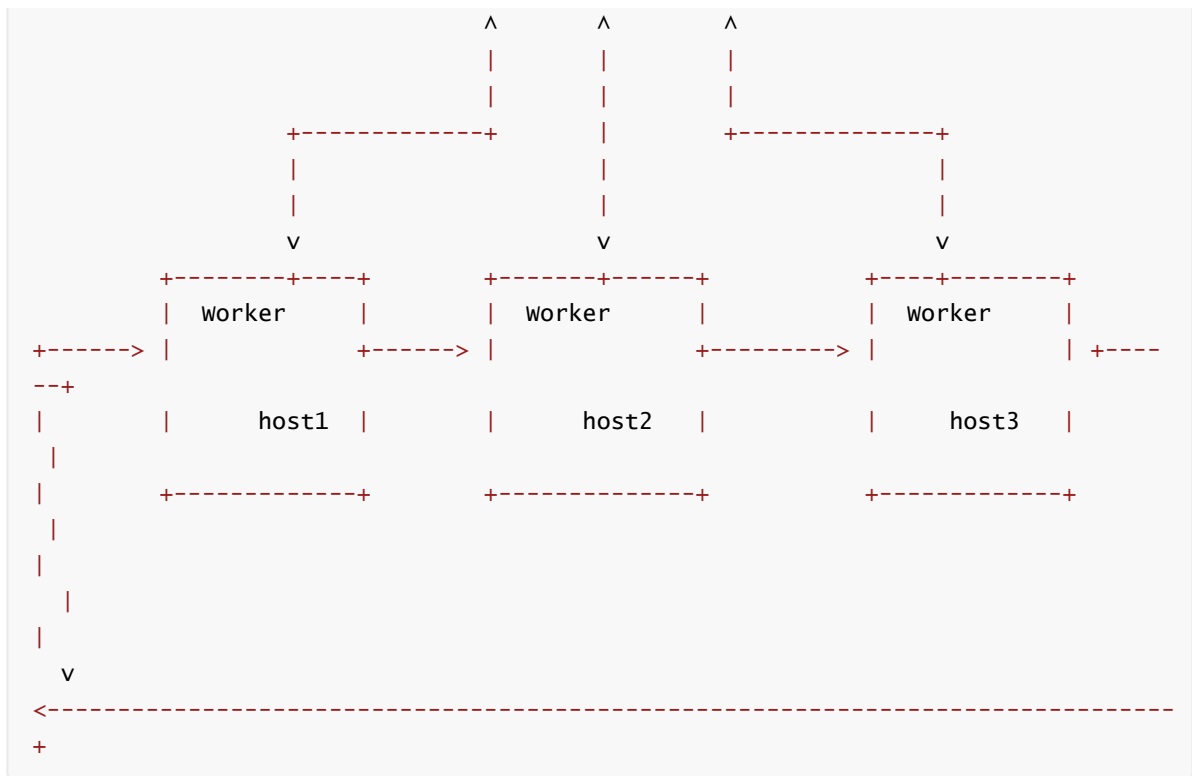 ^ ^ ^
| | |
| | |
+-------------+ | +--------------+
| | |
| | |
v v v
+--------+----+ +-------+------+ +----+--------+
| Worker | | Worker | | Worker |
+------> | +------> | +---------> | | +----
--+
| | host1 | | host2 | | host3 |
|
| +-------------+ +--------------+ +-------------+
|
|
|
|
v
<--------------------------------------------------------------------------------
+